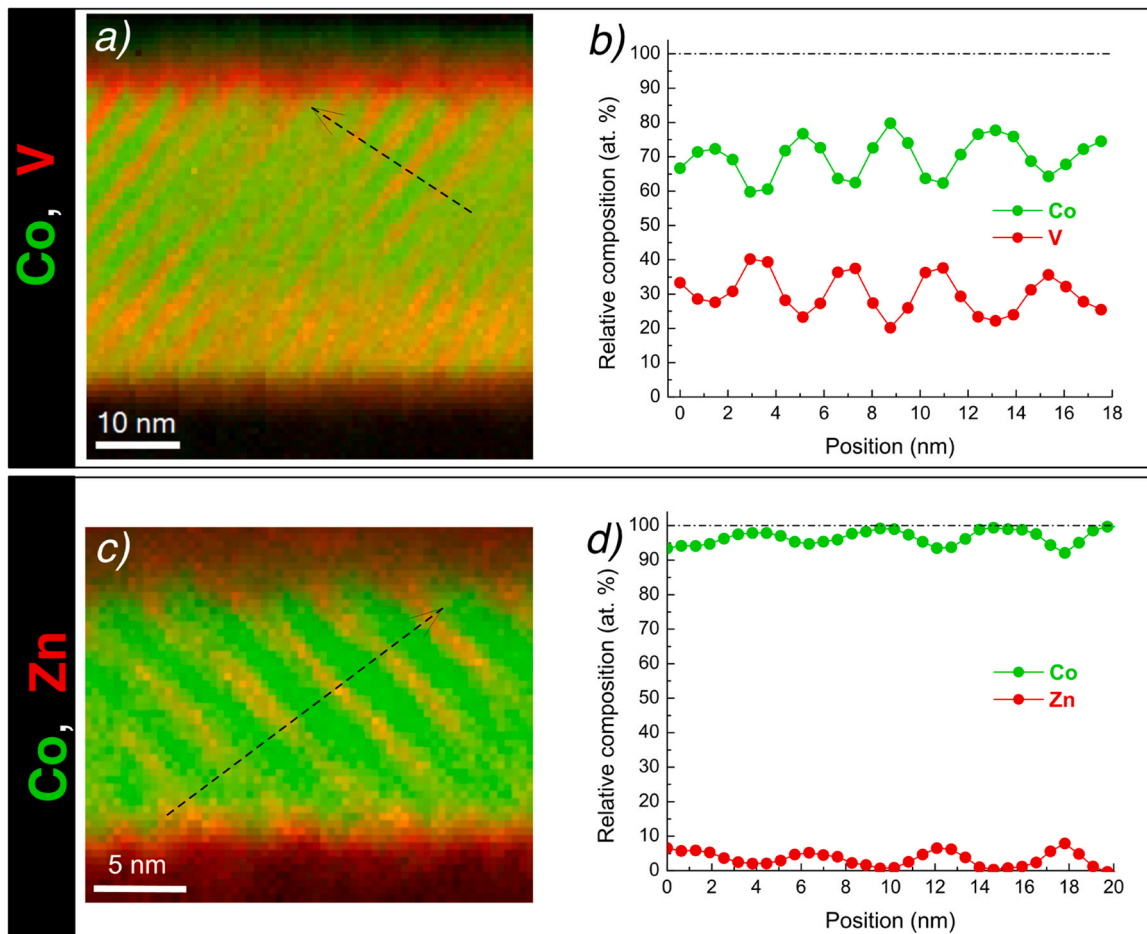 Co, V
a)
10 nm
b)
Relative composition (at. %)
100
90
80
70
60
50
40
30
20
10
0
Co
V
0 2 4 6 8 10 12 14 16 18
Position (nm)
Co, Zn
c)
5 nm
d)
Relative composition (at. %)
100
90
80
70
60
50
40
30
20
10
0
Co
Zn
0 2 4 6 8 10 12 14 16 18 20
Position (nm)